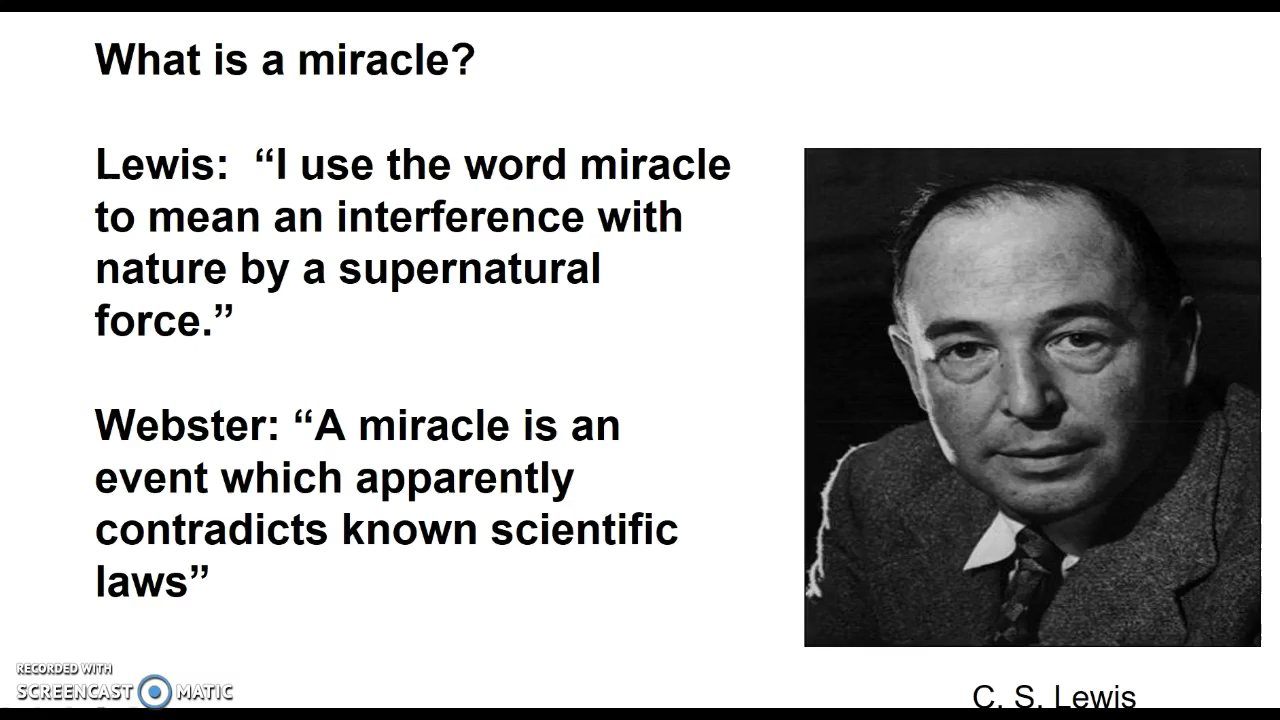 What is a miracle?
Lewis:  “I use the word miracle
to mean an interference with
nature by a supernatural
force.”
Webster: “A miracle is an
event which apparently
contradicts known scientific
laws”
RECORDED WITH
SCREENCAST MATIC
C. S. Lewis